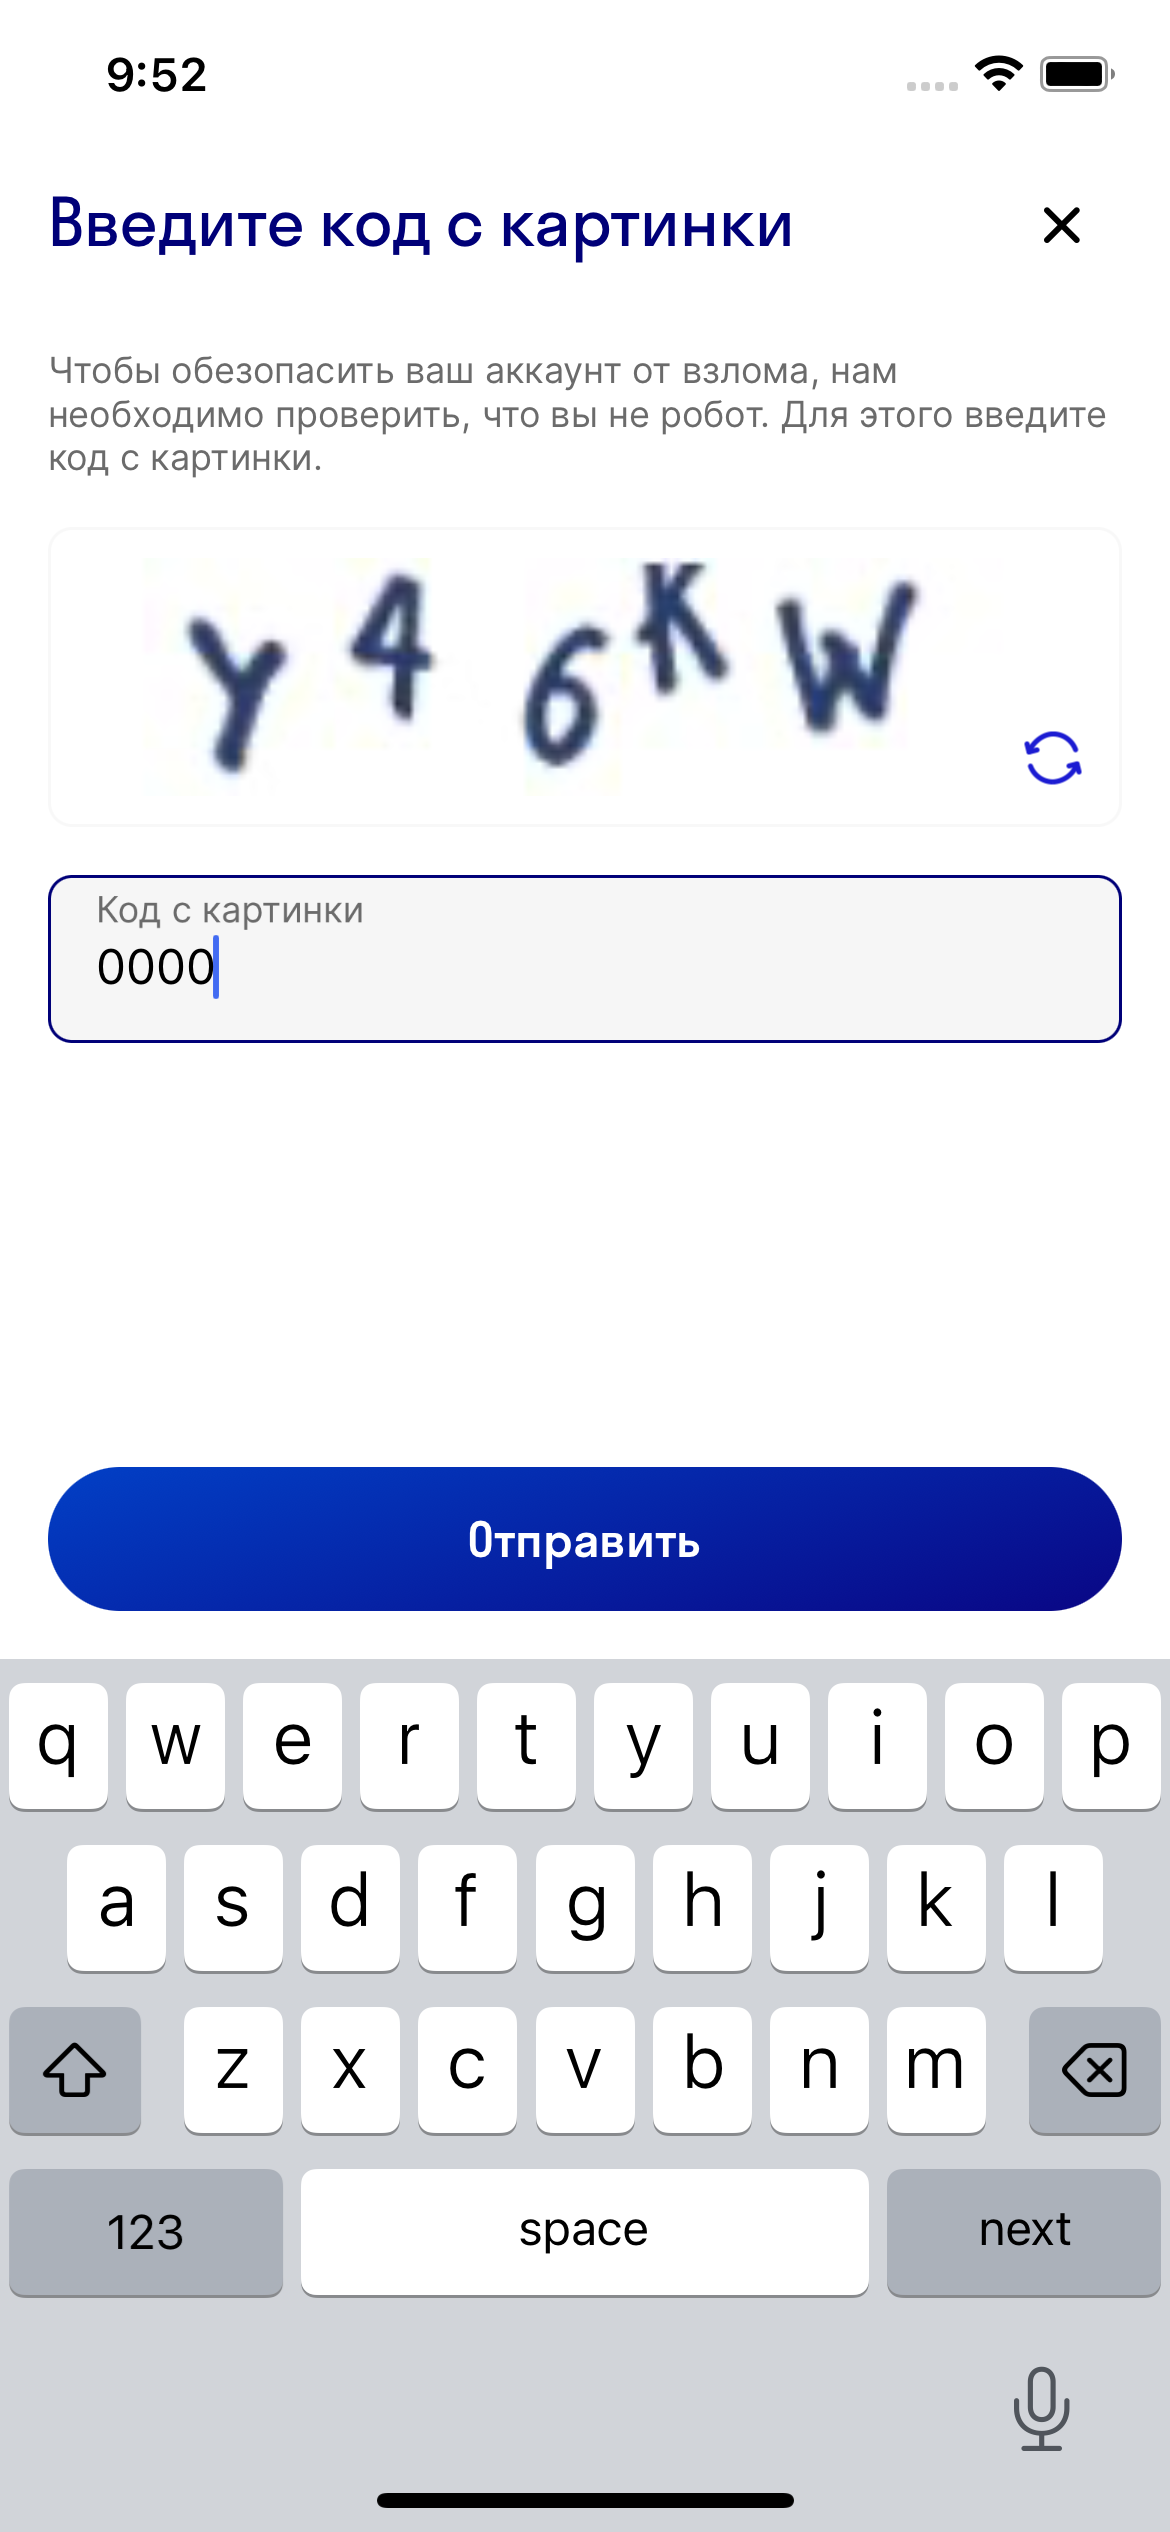 9:52
Введите код с картинки
Чтобы обезопасить ваш аккаунт от взлома, нам
необходимо проверить, что вы не робот. Для этого введите
код с картинки.
Y 4 6 K W
Код с картинки
0000
Отправить
q w e r t y u i o p
a s d f g h j k l
z x c v b n m
123 space next